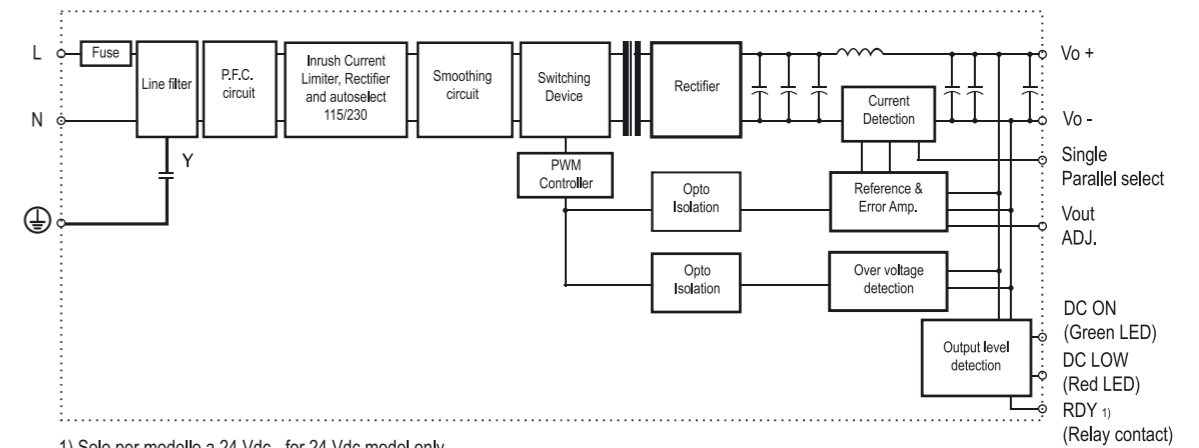 L
Fuse
Line filter
P.F.C.
circuit
Inrush Current
Limiter, Rectifier
and autoselect
115/230
Smoothing
circuit
Switching
Device
Rectifier
Vo +
N
Current
Detection
Vo -
Y
PWM
Controller
Single
Parallel select
Opto
Isolation
Reference &
Error Amp.
Vout
ADJ.
Opto
Isolation
Over voltage
detection
Output level
detection
DC ON
(Green LED)
DC LOW
(Red LED)
RDY 1)
(Relay contact)
1) Solo per modello a 24 Vdc - for 24 Vdc model only